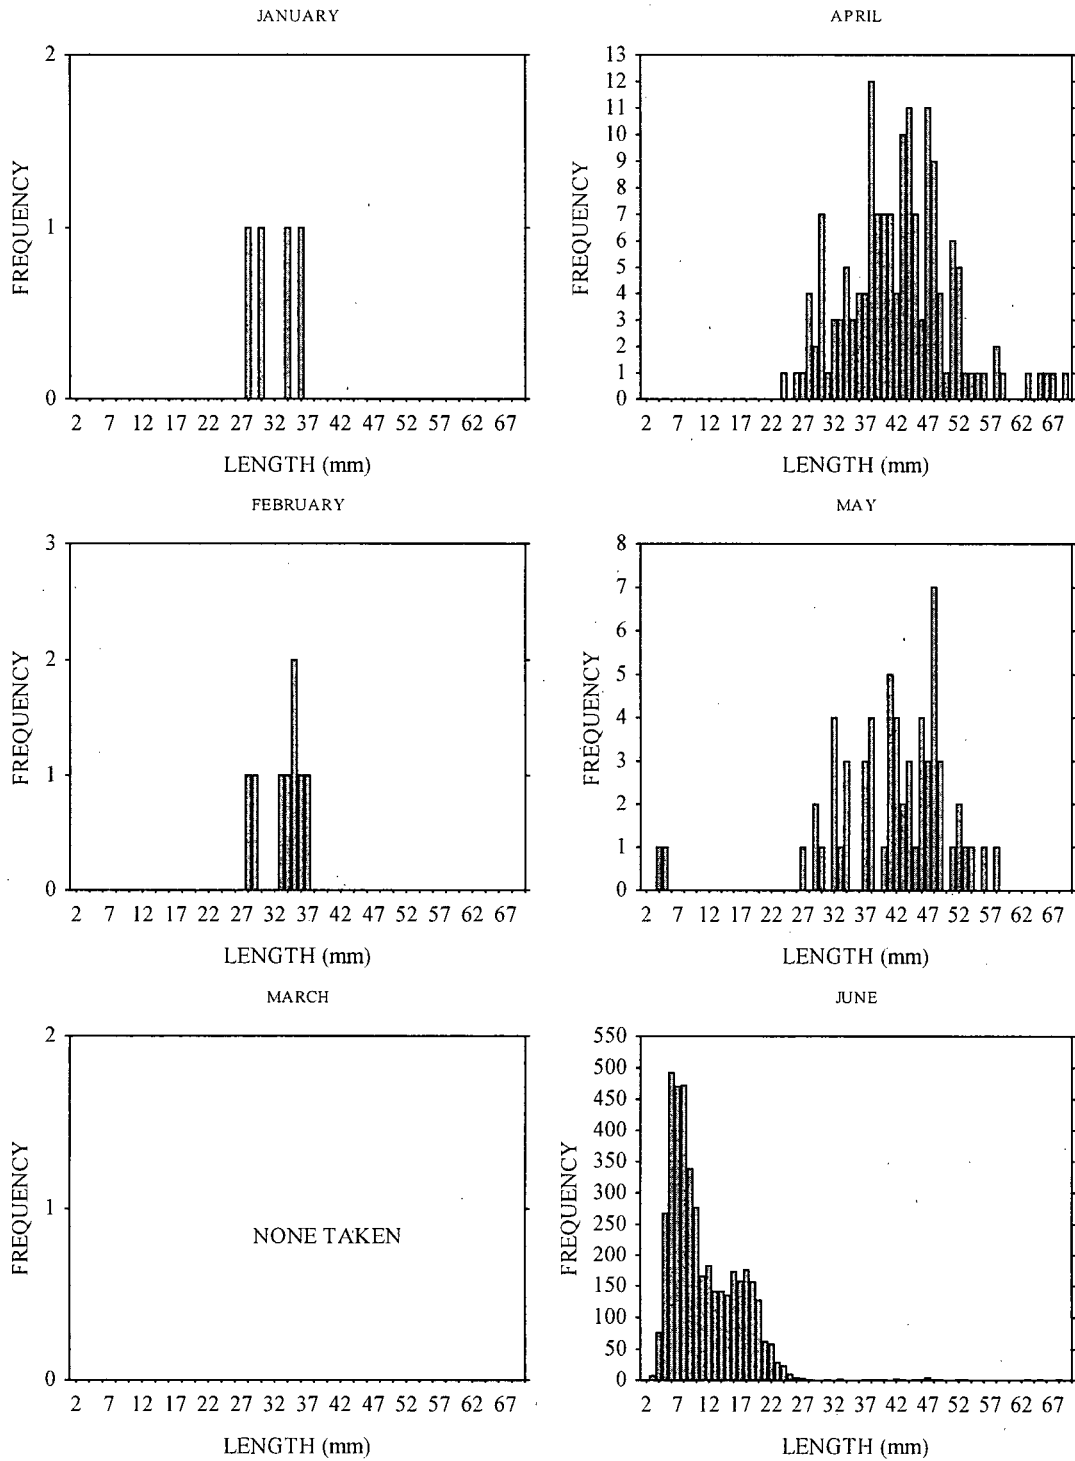 JANUARY
2
1
0
FREQUENCY
2 7 12 17 22 27 32 37 42 47 52 57 62 67
LENGTH (mm)
APRIL
13
12
11
10
9
8
7
6
5
4
3
2
1
0
FREQUENCY
2 7 12 17 22 27 32 37 42 47 52 57 62 67
LENGTH (mm)
FEBRUARY
3
2
1
0
FREQUENCY
2 7 12 17 22 27 32 37 42 47 52 57 62 67
LENGTH (mm)
MAY
8
7
6
5
4
3
2
1
0
FREQUENCY
2 7 12 17 22 27 32 37 42 47 52 57 62 67
LENGTH (mm)
MARCH
2
1
0
FREQUENCY
NONE TAKEN
2 7 12 17 22 27 32 37 42 47 52 57 62 67
LENGTH (mm)
JUNE
550
500
450
400
350
300
250
200
150
100
50
0
FREQUENCY
2 7 12 17 22 27 32 37 42 47 52 57 62 67
LENGTH (mm)